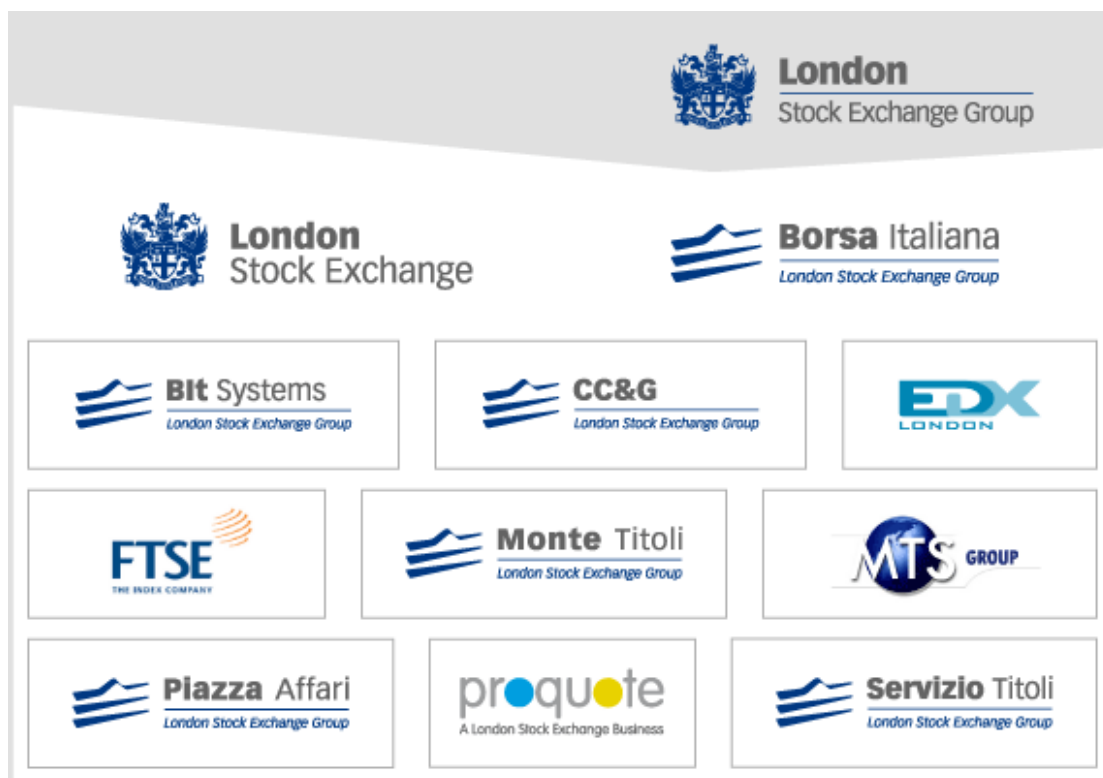 London
Stock Exchange Group
London
Stock Exchange
Borsa Italiana
London Stock Exchange Group
BIt Systems
London Stock Exchange Group
CC&G
London Stock Exchange Group
EDX
LONDON
FTSE
THE INDEX COMPANY
Monte Titoli
London Stock Exchange Group
MTS GROUP
Piazza Affari
London Stock Exchange Group
proquote
A London Stock Exchange Business
Servizio Titoli
London Stock Exchange Group